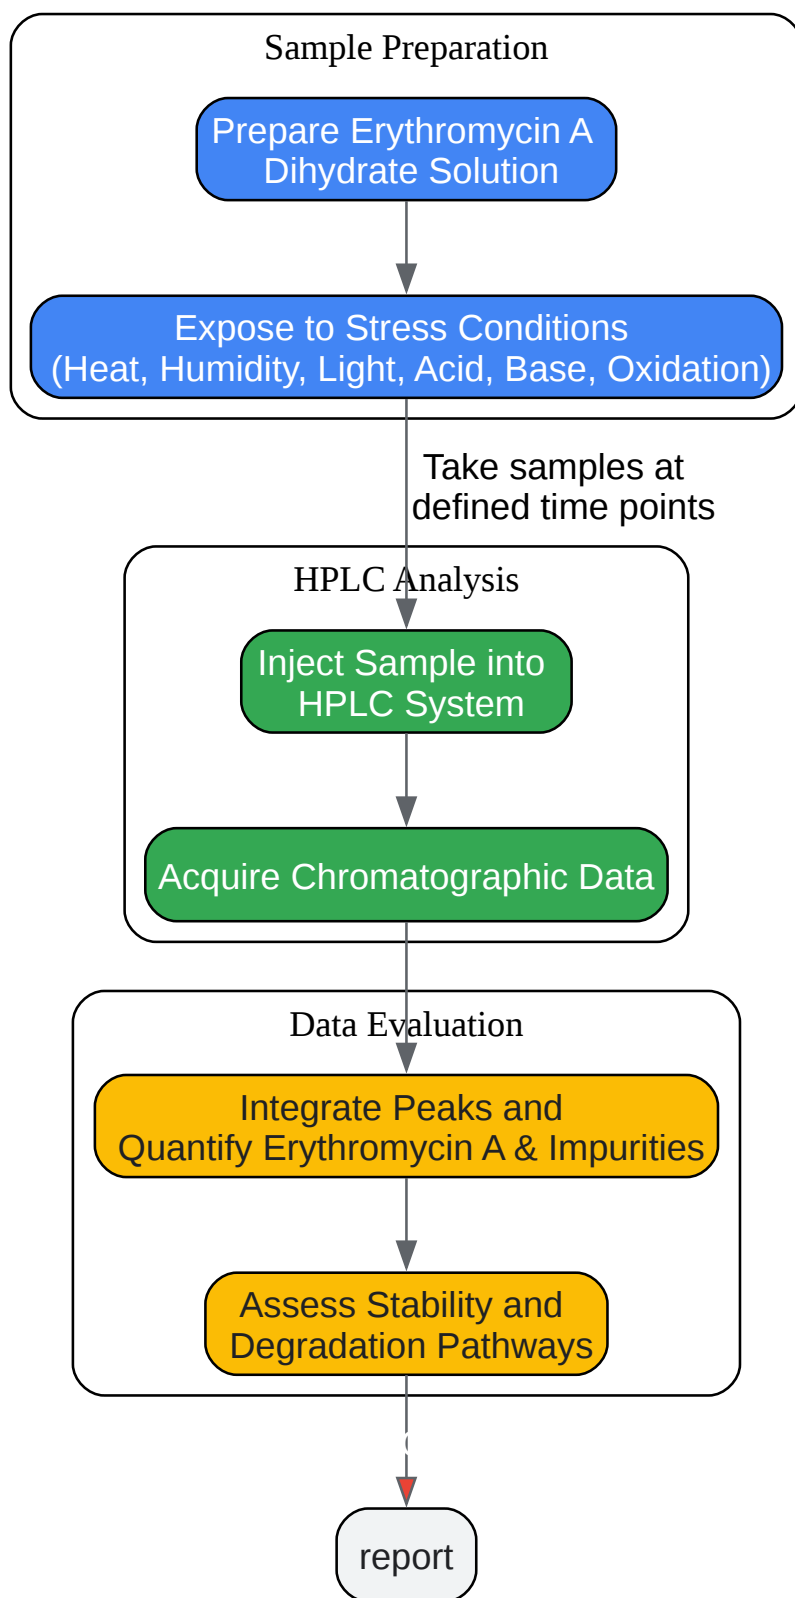 Sample Preparation
Prepare Erythromycin A
Dihydrate Solution
Expose to Stress Conditions
(Heat, Humidity, Light, Acid, Base, Oxidation)
Take samples at
defined time points
HPLC Analysis
Inject Sample into
HPLC System
Acquire Chromatographic Data
Data Evaluation
Integrate Peaks and
Quantify Erythromycin A & Impurities
Assess Stability and
Degradation Pathways
report